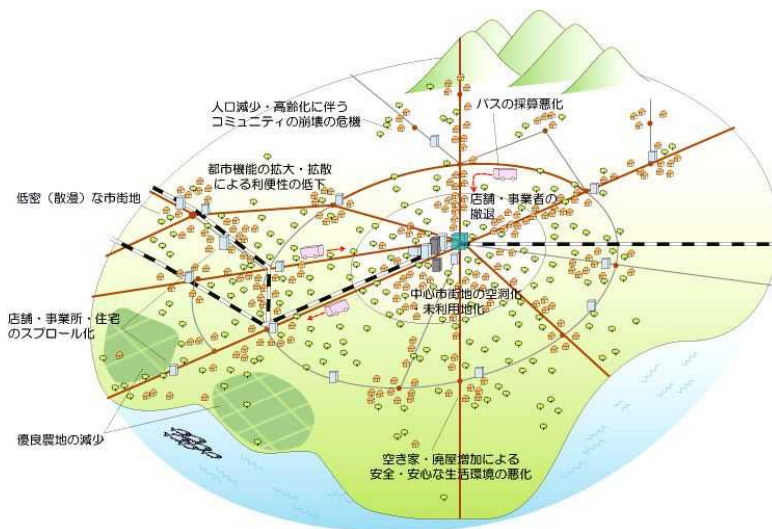 人口減少・高齢化に伴う
コミュニティの崩壊の危機
バスの採算悪化
都市機能の拡大・拡散
による利便性の低下
低密（散漫）な市街地
店舗・事業者の
撤退
中心市街地の空洞化
・未利用地化
店舗・事業所・住宅
のスプロール化
優良農地の減少
空き家・廃屋増加による
安全・安心な生活環境の悪化